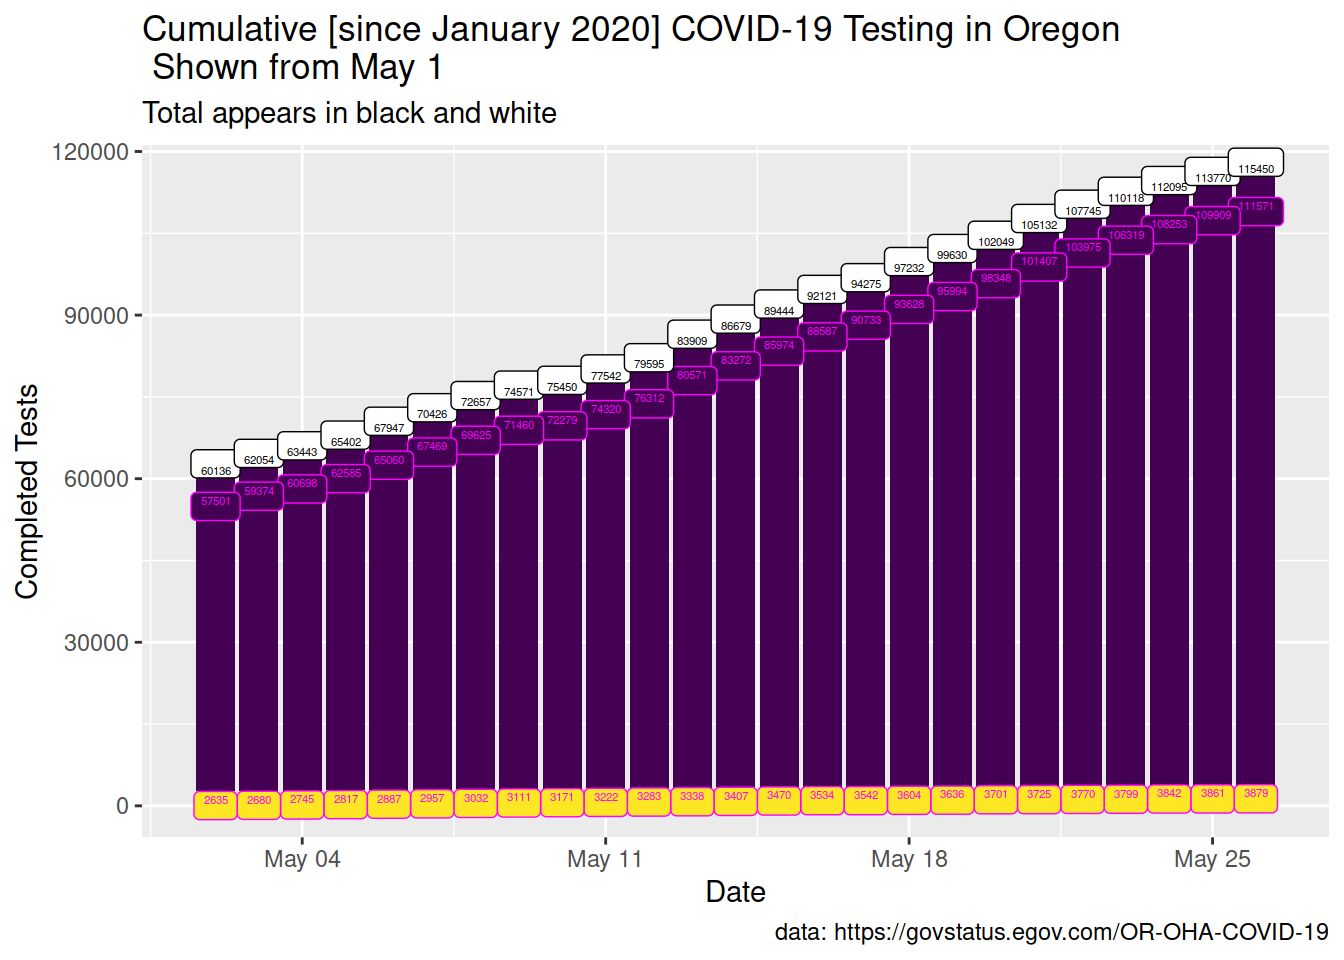 Cumulative [since January 2020] COVID-19 Testing in Oregon
Shown from May 1
Total appears in black and white
120000
90000
60000
30000
0
Completed Tests
60136 62054 63443 65402 67947 70426 72657 74571 75450 77542 79595 83909 86679 89444 92121 94275 97232 99630 102049 105132 107745 110118 112095 113770 115450
57501 59374 60698 62585 65060 67469 69625 71460 72279 74320 76312 80571 83272 85974 88587 90733 93628 95994 98348 101407 103975 106319 108253 109909 111571
2635 2680 2745 2817 2887 2957 3032 3111 3171 3222 3283 3338 3407 3470 3534 3542 3604 3636 3701 3725 3770 3799 3842 3861 3879
May 04 May 11 May 18 May 25
Date
data: https://govstatus.egov.com/OR-OHA-COVID-19